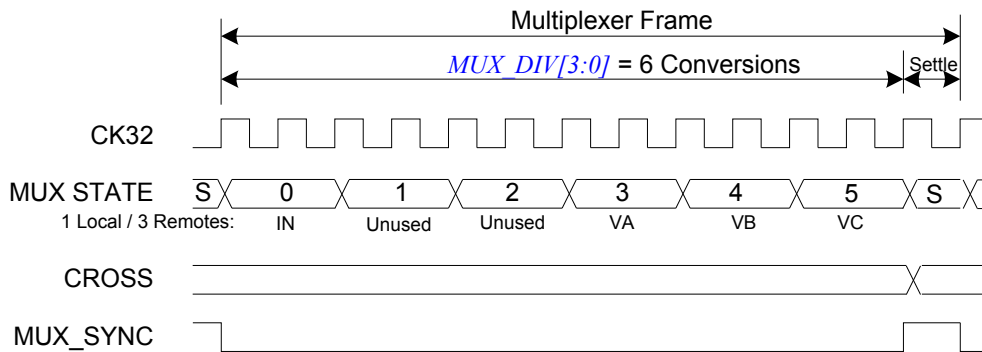 Multiplexer Frame
MUX_DIV[3:0] = 6 Conversions
Settle
CK32
MUX STATE
S 0 1 2 3 4 5 S
1 Local / 3 Remotes: IN Unused Unused VA VB VC
CROSS
MUX_SYNC